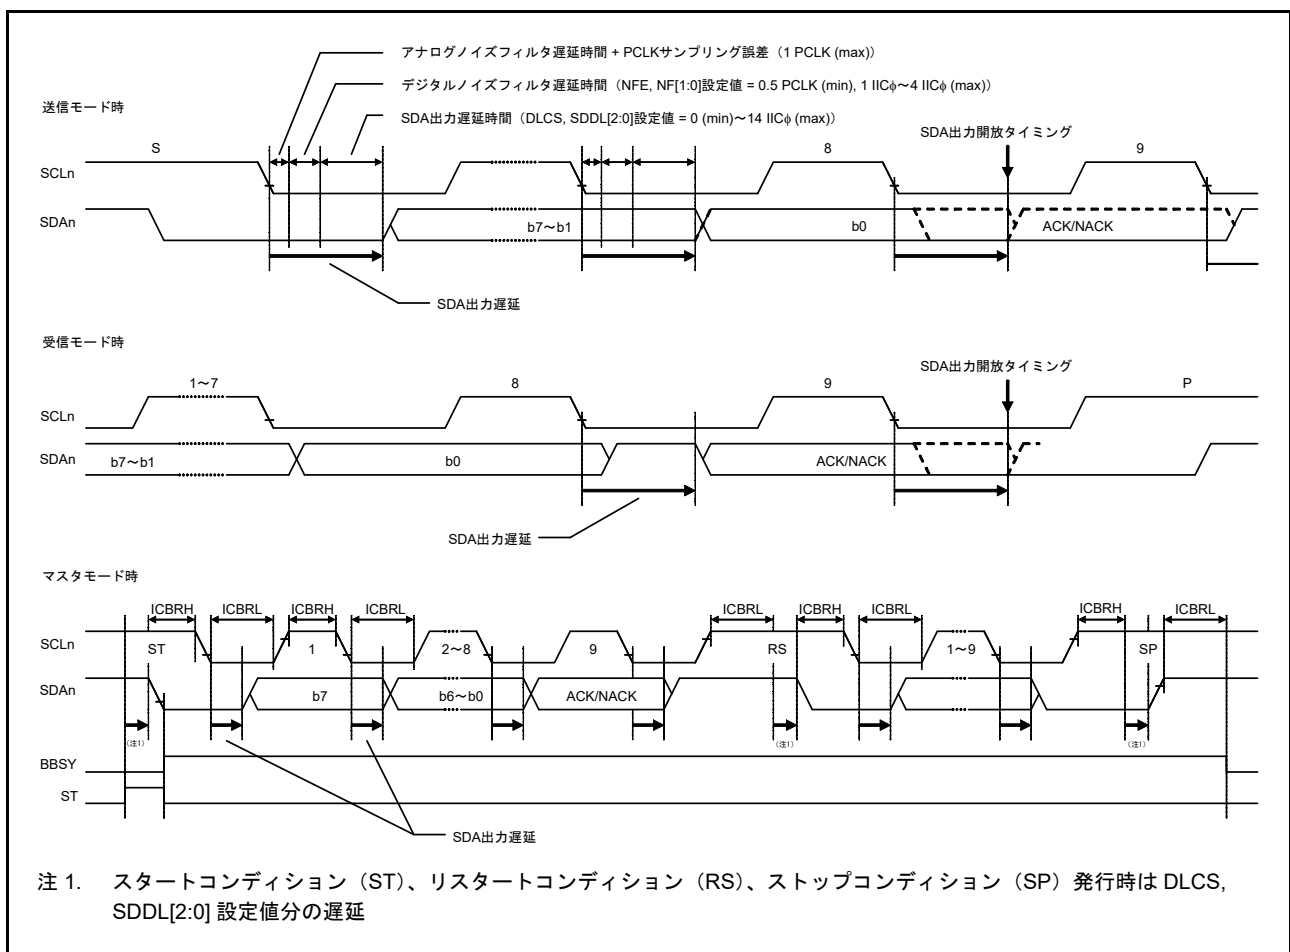 アナログノイズフィルタ遅延時間 + PCLKサンプリング誤差（1 PCLK (max)）
デジタルノイズフィルタ遅延時間（NFE, NF[1:0]設定値 = 0.5 PCLK (min), 1 IICφ～4 IICφ (max)）
送信モード時
SDA出力遅延時間（DLCS, SDDL[2:0]設定値 = 0 (min)～14 IICφ (max)）
SDA出力開放タイミング
S 8 9
SCLn
SDAn
b7～b1 b0 ACK/NACK
SDA出力遅延
受信モード時
SDA出力開放タイミング
1～7 8 9 P
SCLn
SDAn b7～b1 b0 ACK/NACK
SDA出力遅延
マスタモード時
ICBRH ICBRL ICBRH ICBRL ICBRL ICBRH ICBRL ICBRH ICBRL
SCLn ST 1 2～8 9 RS 1～9 SP
SDAn b7 b6～b0 ACK/NACK
（注1） （注1） （注1）
BBSY
ST
SDA出力遅延
注 1. スタートコンディション（ST）、リスタートコンディション（RS）、ストップコンディション（SP）発行時は DLCS,
SDDL[2:0] 設定値分の遅延